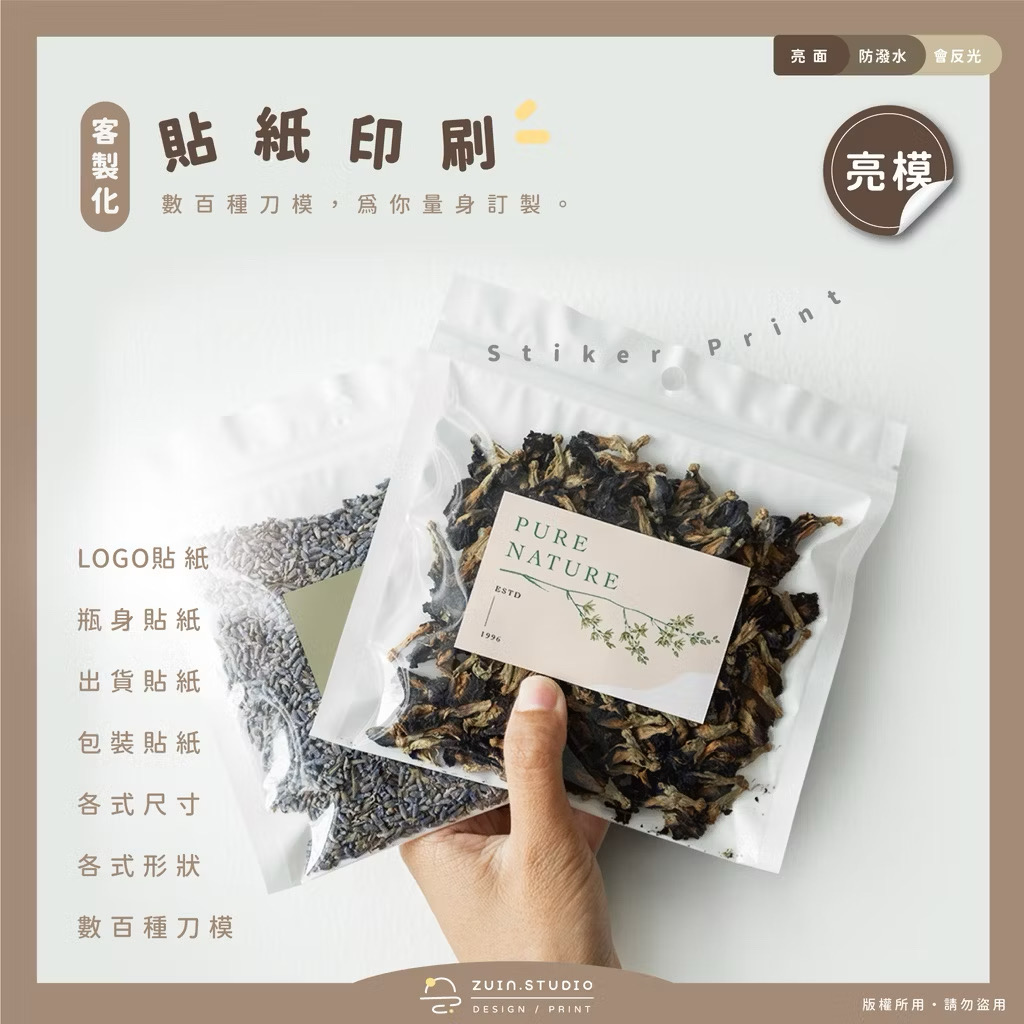 亮面 防潑水 會反光
客製化
貼紙印刷
數百種刀模，為你量身訂製。
亮模
Stiker Print
PURE
NATURE
ESTD
1996
LOGO貼紙
瓶身貼紙
出貨貼紙
包裝貼紙
各式尺寸
各式形狀
數百種刀模
ZUIN.STUDIO
DESIGN / PRINT
版權所用・請勿盜用